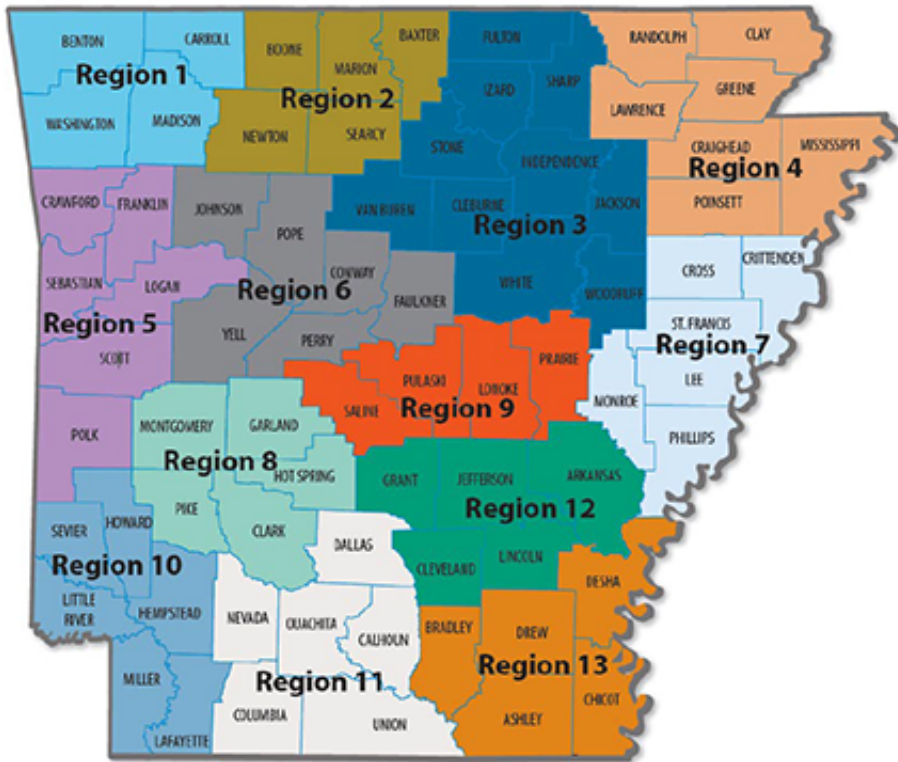 BENTON
CARROLL
Region 1
WASHINGTON
MADISON
BOONE
MARION
BAXTER
Region 2
NEWTON
SEARCY
FULTON
SHARP
IZARD
STONE
INDEPENDENCE
VAN BUREN
CLEBURNE
JACKSON
Region 3
WHITE
WOODRUFF
RANDOLPH
CLAY
LAWRENCE
GREENE
CRAIGHEAD
MISSISSIPPI
Region 4
POINSETT
CRAWFORD
FRANKLIN
SEBASTIAN
LOGAN
Region 5
SCOTT
POLK
JOHNSON
POPE
CONWAY
Region 6
FAULKNER
YELL
PERRY
CROSS
CRITTENDEN
ST. FRANCIS
Region 7
LEE
MONROE
PHILLIPS
MONTGOMERY
GARLAND
Region 8
HOT SPRING
PIKE
CLARK
PULASKI
LONOKE
PRAIRIE
SALINE
Region 9
SEVIER
HOWARD
Region 10
LITTLE
RIVER
HEMPSTEAD
MILLER
LAFAYETTE
DALLAS
NEVADA
OUACHITA
CALHOUN
Region 11
COLUMBIA
UNION
GRANT
JEFFERSON
ARKANSAS
Region 12
CLEVELAND
LINCOLN
DESHA
BRADLEY
DREW
Region 13
ASHLEY
CHICOT